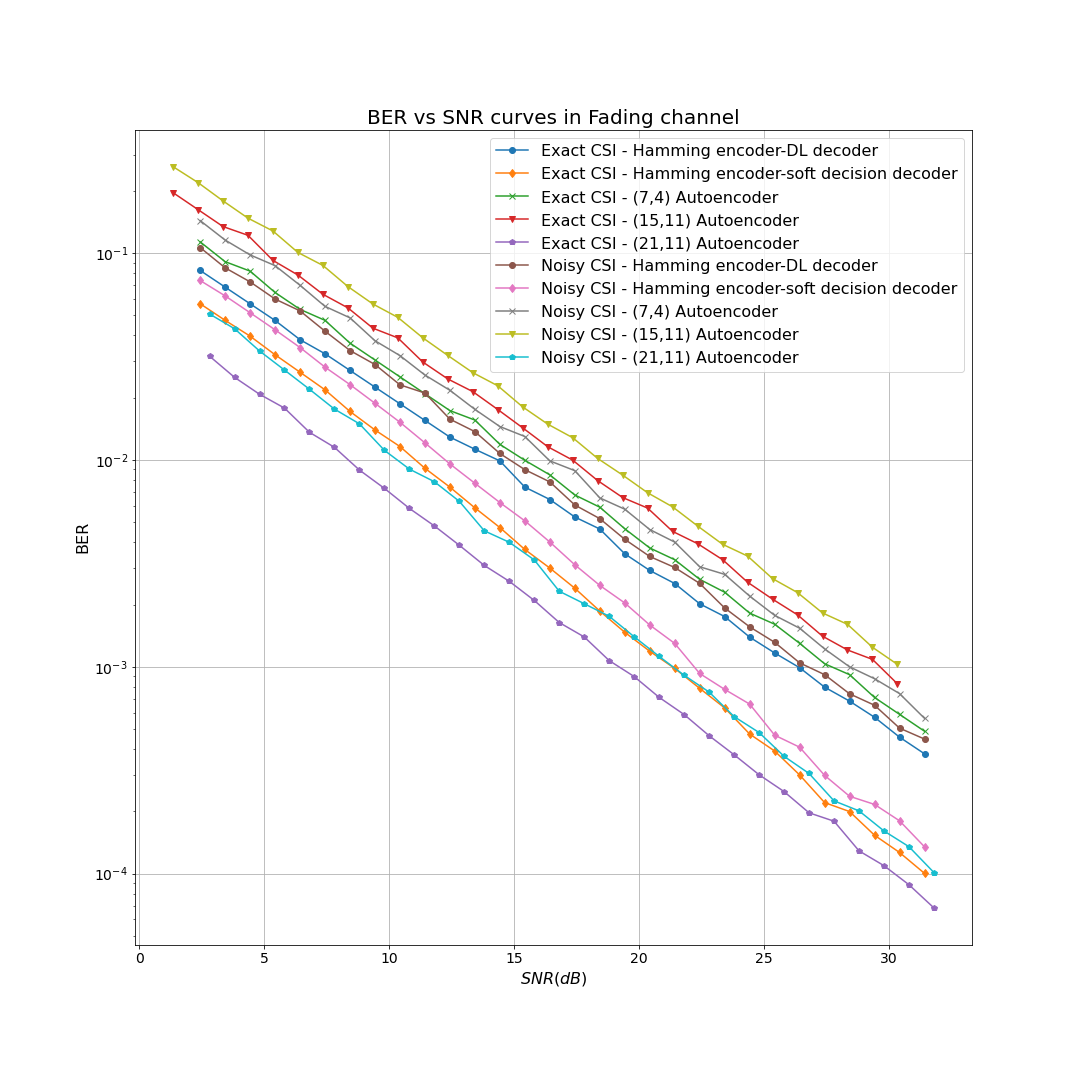 BER vs SNR curves in Fading channel
Exact CSI - Hamming encoder-DL decoder
Exact CSI - Hamming encoder-soft decision decoder
Exact CSI - (7,4) Autoencoder
Exact CSI - (15,11) Autoencoder
Exact CSI - (21,11) Autoencoder
Noisy CSI - Hamming encoder-DL decoder
Noisy CSI - Hamming encoder-soft decision decoder
Noisy CSI - (7,4) Autoencoder
Noisy CSI - (15,11) Autoencoder
Noisy CSI - (21,11) Autoencoder
BER
10⁻¹
10⁻²
10⁻³
10⁻⁴
0 5 10 15 20 25 30
SNR(dB)